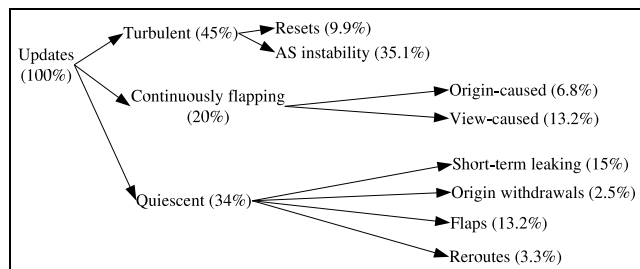 Updates
(100%)
Turbulent (45%)
Resets (9.9%)
AS instability (35.1%)
Continuously flapping
(20%)
Origin-caused (6.8%)
View-caused (13.2%)
Quiescent (34%)
Short-term leaking (15%)
Origin withdrawals (2.5%)
Flaps (13.2%)
Reroutes (3.3%)